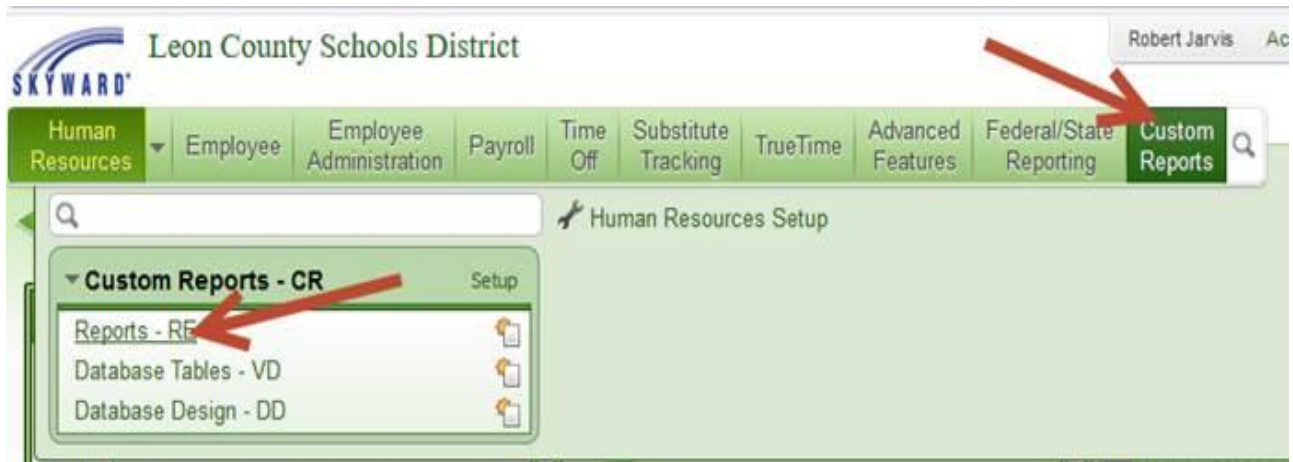 Leon County Schools District
Robert Jarvis Ac
SKYWARD®
Human Resources
Employee
Employee Administration
Payroll
Time Off
Substitute Tracking
TrueTime
Advanced Features
Federal/State Reporting
Custom Reports
Human Resources Setup
Custom Reports - CR Setup
Reports - RE
Database Tables - VD
Database Design - DD